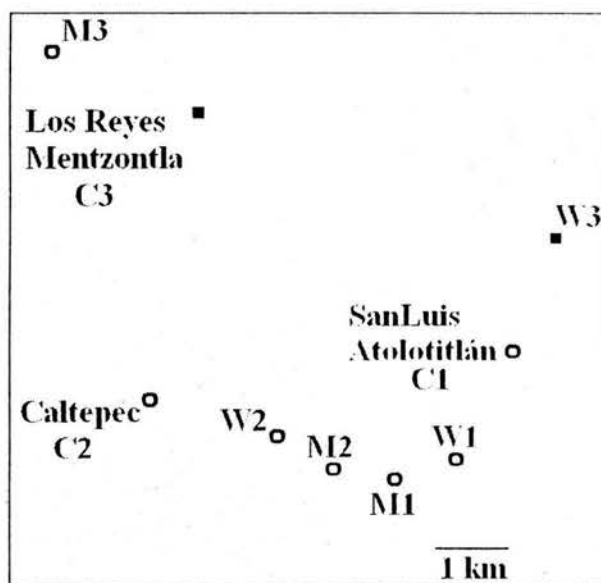 M3
Los Reyes
Mentzontla
C3
W3
SanLuis
Atolotitlán
C1
Caltepec
C2
W2
M2
M1
W1
1 km